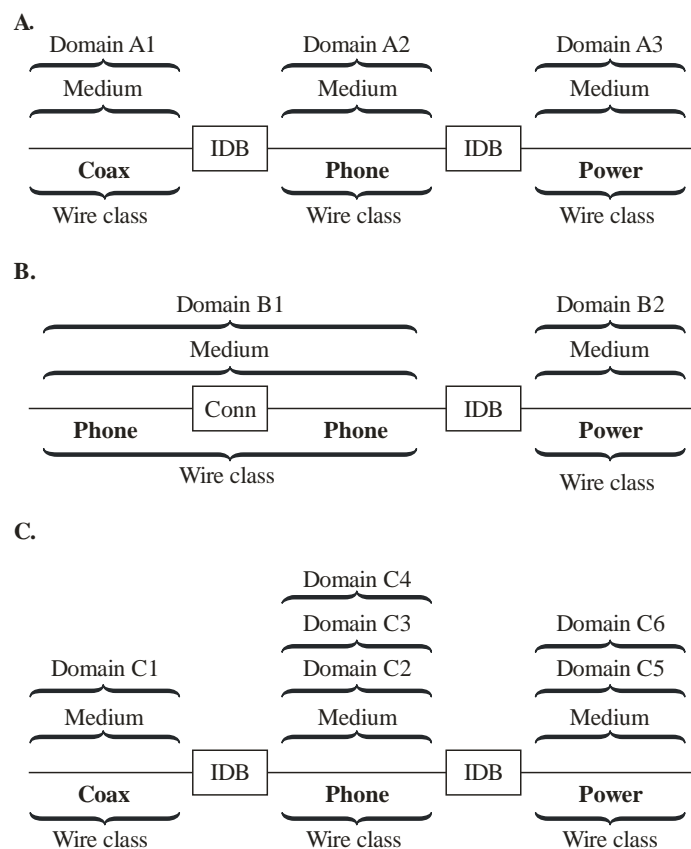 A.
Domain A1 Domain A2 Domain A3
Medium Medium Medium
IDB IDB
Coax Phone Power
Wire class Wire class Wire class
B.
Domain B1 Domain B2
Medium Medium
Conn IDB
Phone Phone Power
Wire class Wire class
C.
Domain C4
Domain C3 Domain C6
Domain C1 Domain C2 Domain C5
Medium Medium Medium
IDB IDB
Coax Phone Power
Wire class Wire class Wire class